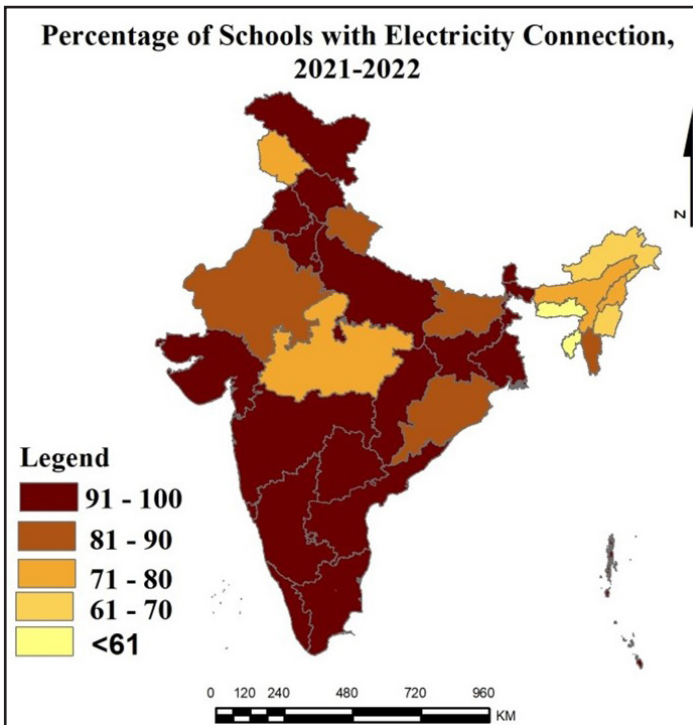 Percentage of Schools with Electricity Connection,
2021-2022
N
Legend
91 - 100
81 - 90
71 - 80
61 - 70
<61
0 120 240 480 720 960
KM